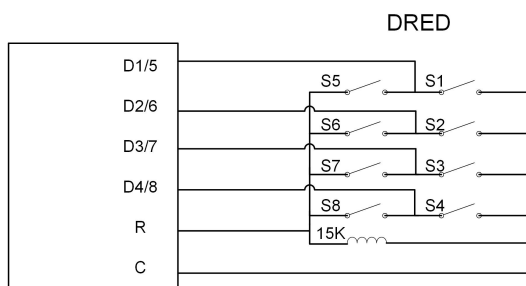 DRED
D1/5
S5 S1
D2/6
S6 S2
D3/7
S7 S3
D4/8
S8 S4
R
15K
C